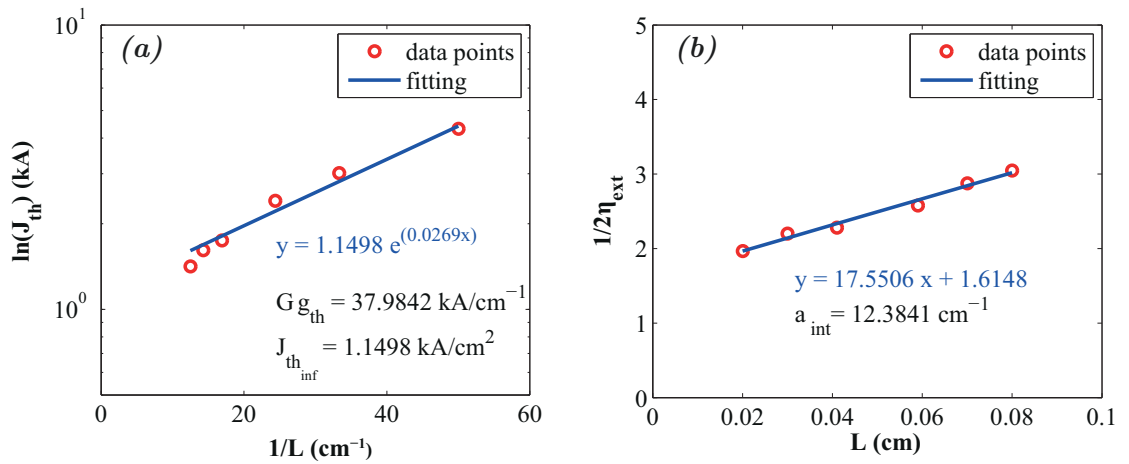 (a)
data points
fitting
ln(J_th) (kA)
10^1
10^0
y = 1.1498 e^(0.0269x)
G g_th = 37.9842 kA/cm^−1
J_th_inf = 1.1498 kA/cm^2
0 20 40 60
1/L (cm^−1)
(b)
data points
fitting
1/2η_ext
5
4
3
2
1
0
y = 17.5506 x + 1.6148
a_int = 12.3841 cm^−1
0 0.02 0.04 0.06 0.08 0.1
L (cm)